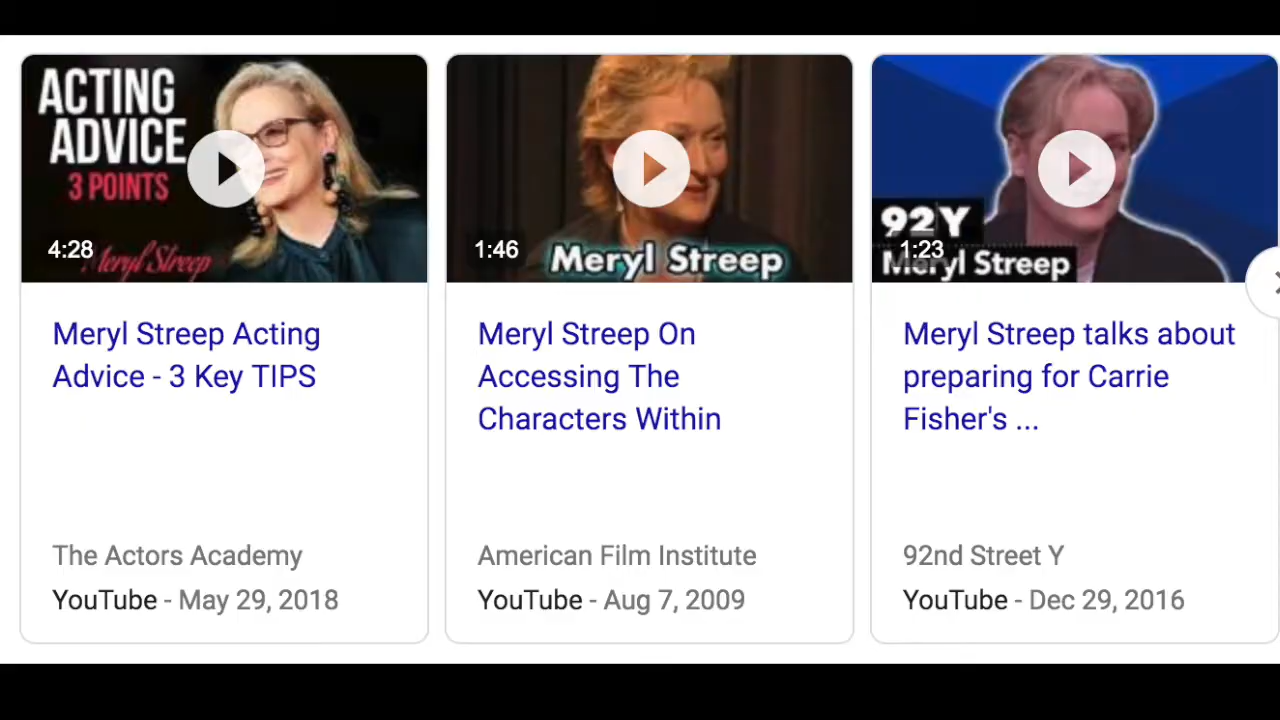 ACTING
ADVICE
3 POINTS
4:28
Meryl Streep
Meryl Streep Acting
Advice - 3 Key TIPS
The Actors Academy
YouTube - May 29, 2018
1:46
Meryl Streep
Meryl Streep On
Accessing The
Characters Within
American Film Institute
YouTube - Aug 7, 2009
92Y
1:23
Meryl Streep
Meryl Streep talks about
preparing for Carrie
Fisher's ...
92nd Street Y
YouTube - Dec 29, 2016